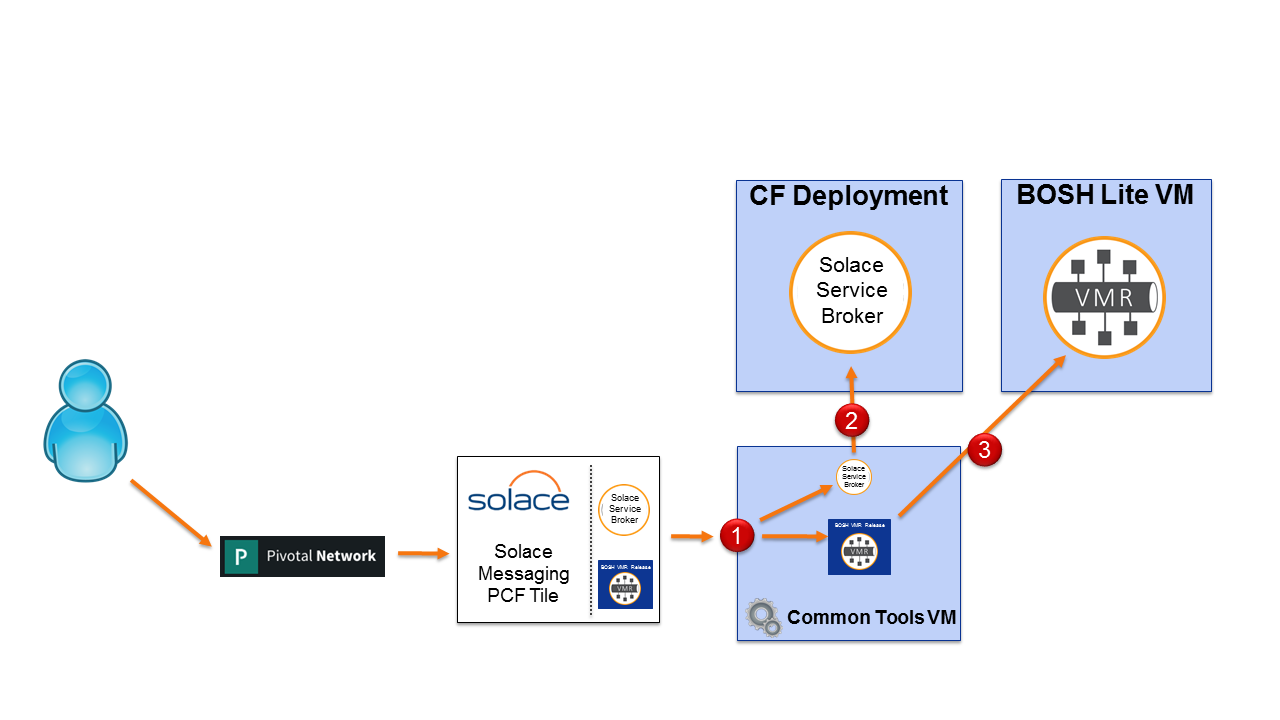 CF Deployment
BOSH Lite VM
Solace
Service
Broker
VMR
2
3
Solace
Service
Broker
solace
Solace
Service
Broker
1
BOSH VMR Release
VMR
P
Pivotal Network
Solace
Messaging
PCF Tile
BOSH VMR Release
VMR
Common Tools VM